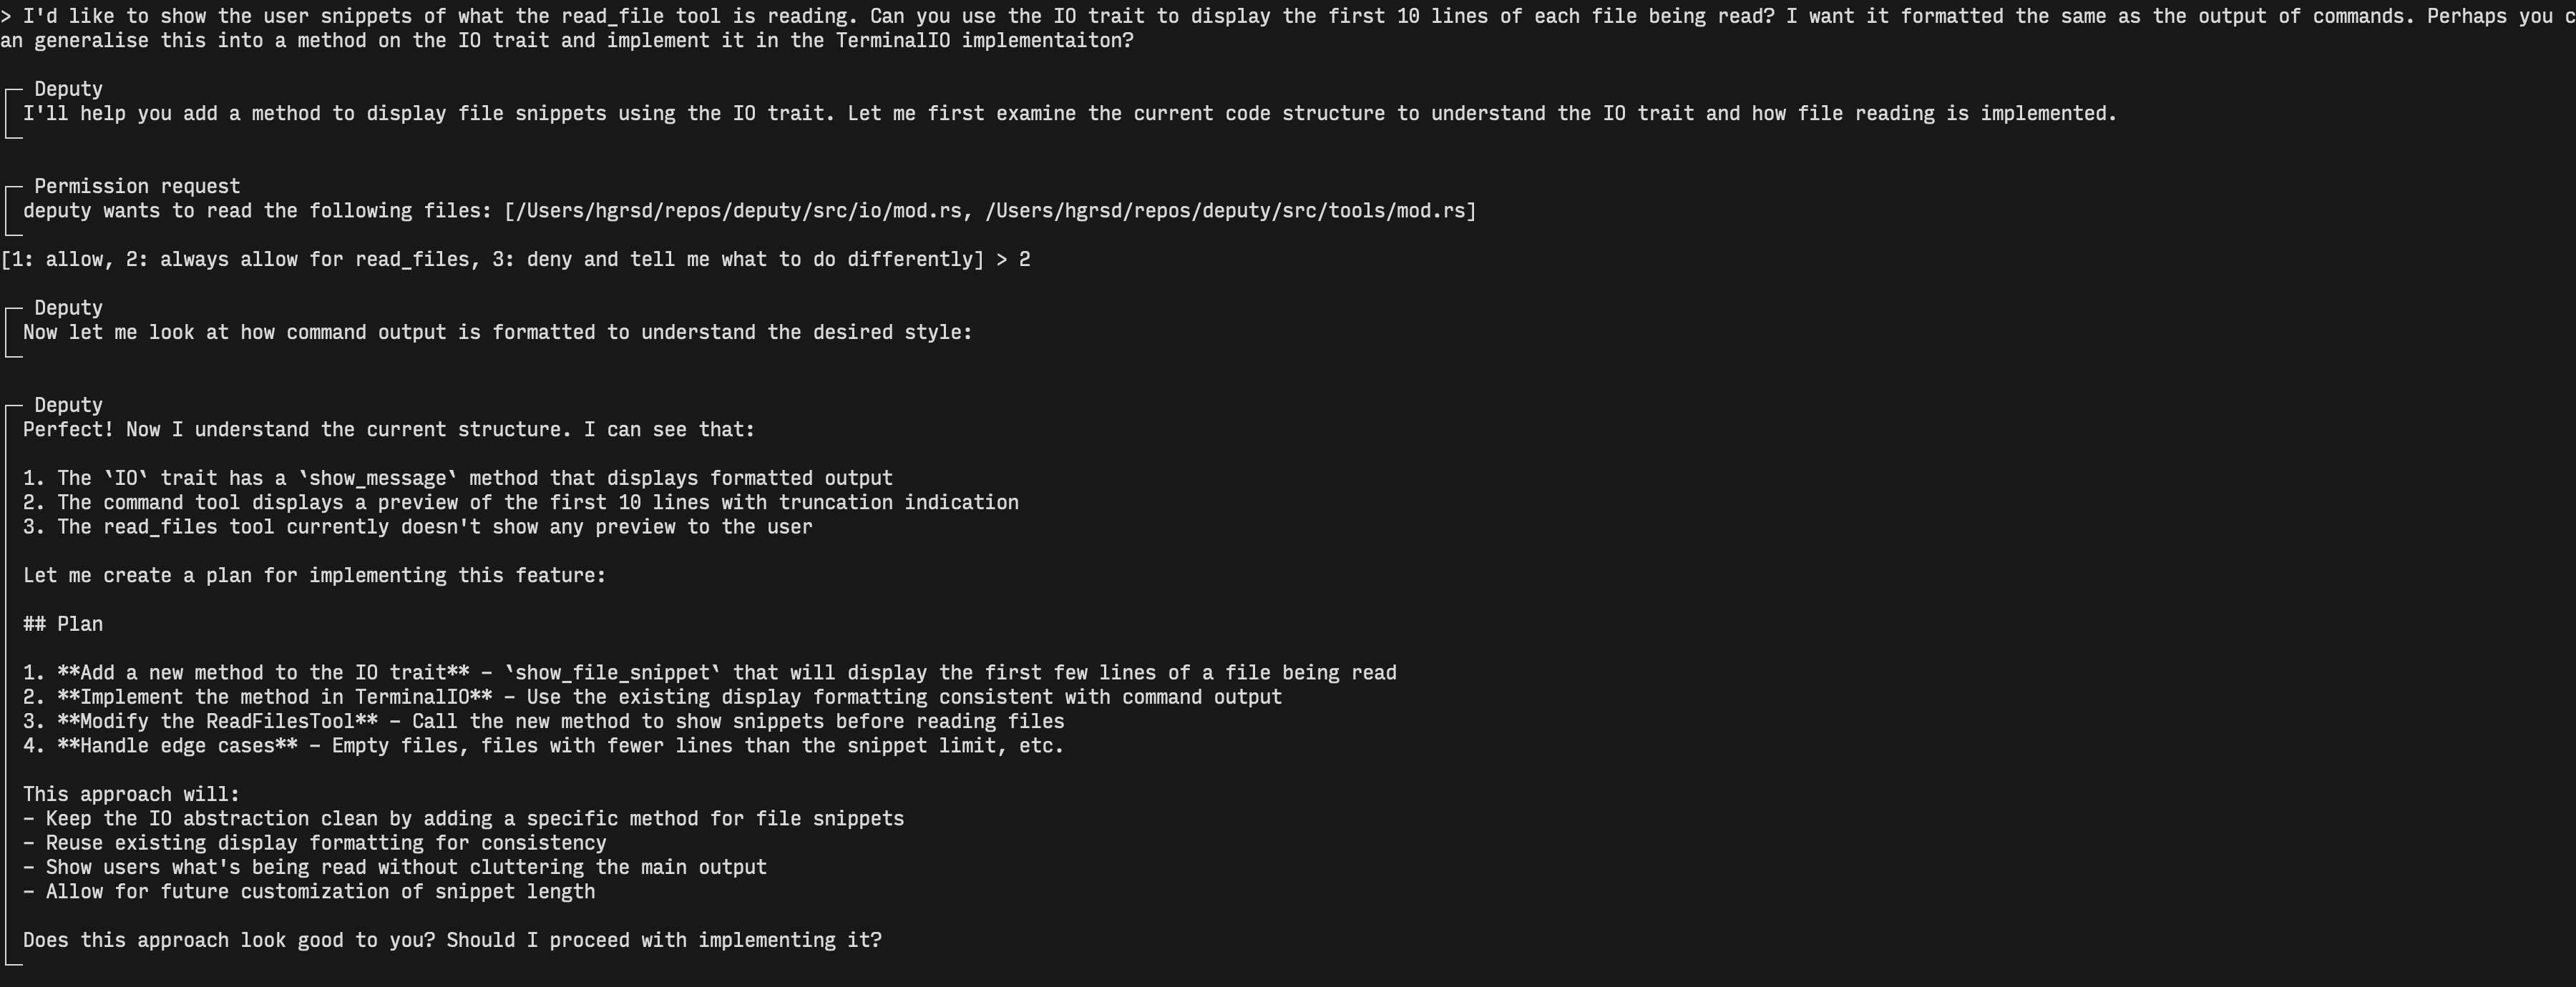 > I'd like to show the user snippets of what the read_file tool is reading. Can you use the IO trait to display the first 10 lines of each file being read? I want it formatted the same as the output of commands. Perhaps you c
an generalise this into a method on the IO trait and implement it in the TerminalIO implementaiton?
Deputy
I'll help you add a method to display file snippets using the IO trait. Let me first examine the current code structure to understand the IO trait and how file reading is implemented.
Permission request
deputy wants to read the following files: [/Users/hgrsd/repos/deputy/src/io/mod.rs, /Users/hgrsd/repos/deputy/src/tools/mod.rs]
[1: allow, 2: always allow for read_files, 3: deny and tell me what to do differently] > 2
Deputy
Now let me look at how command output is formatted to understand the desired style:
Deputy
Perfect! Now I understand the current structure. I can see that:
1. The `IO` trait has a `show_message` method that displays formatted output
2. The command tool displays a preview of the first 10 lines with truncation indication
3. The read_files tool currently doesn't show any preview to the user
Let me create a plan for implementing this feature:
## Plan
1. **Add a new method to the IO trait** - `show_file_snippet` that will display the first few lines of a file being read
2. **Implement the method in TerminalIO** - Use the existing display formatting consistent with command output
3. **Modify the ReadFilesTool** - Call the new method to show snippets before reading files
4. **Handle edge cases** - Empty files, files with fewer lines than the snippet limit, etc.
This approach will:
- Keep the IO abstraction clean by adding a specific method for file snippets
- Reuse existing display formatting for consistency
- Show users what's being read without cluttering the main output
- Allow for future customization of snippet length
Does this approach look good to you? Should I proceed with implementing it?